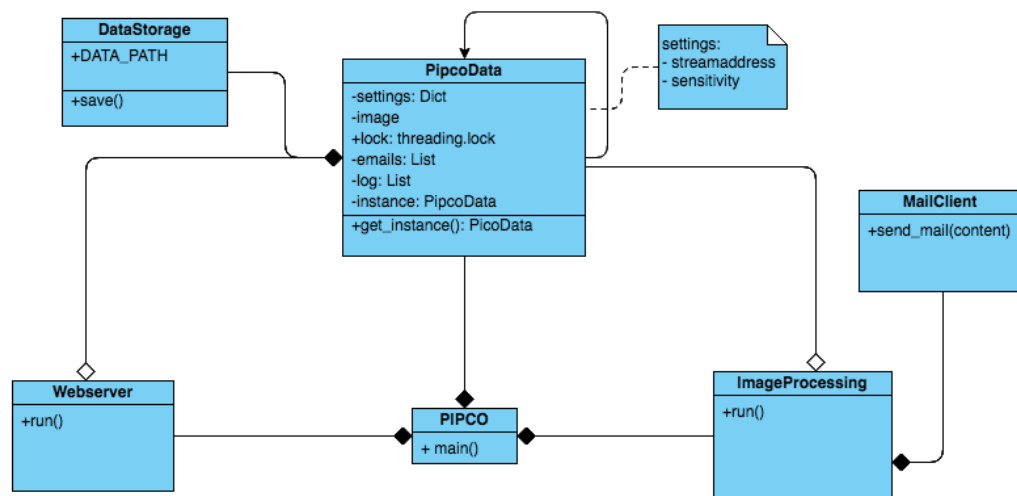 DataStorage
+DATA_PATH
+save()
PipcoData
-settings: Dict
-image
+lock: threading.lock
-emails: List
-log: List
-instance: PipcoData
+get_instance(): PicoData
settings:
- streamaddress
- sensitivity
MailClient
+send_mail(content)
Webserver
+run()
PIPCO
+ main()
ImageProcessing
+run()